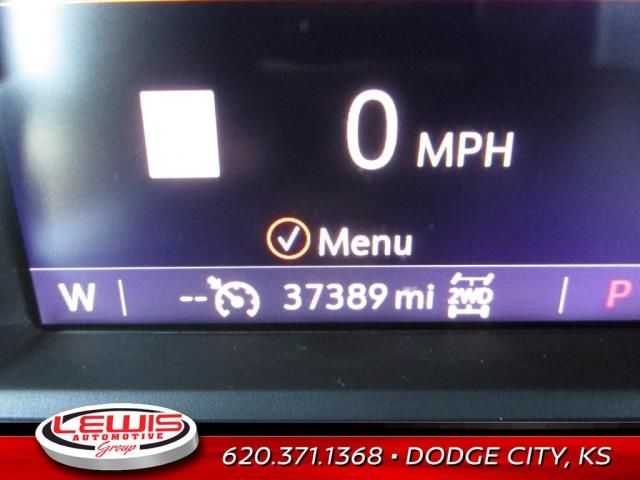 0 MPH
Menu
W -- 37389 mi 2WD P
LEWIS
AUTOMOTIVE
Group
620.371.1368 • DODGE CITY, KS